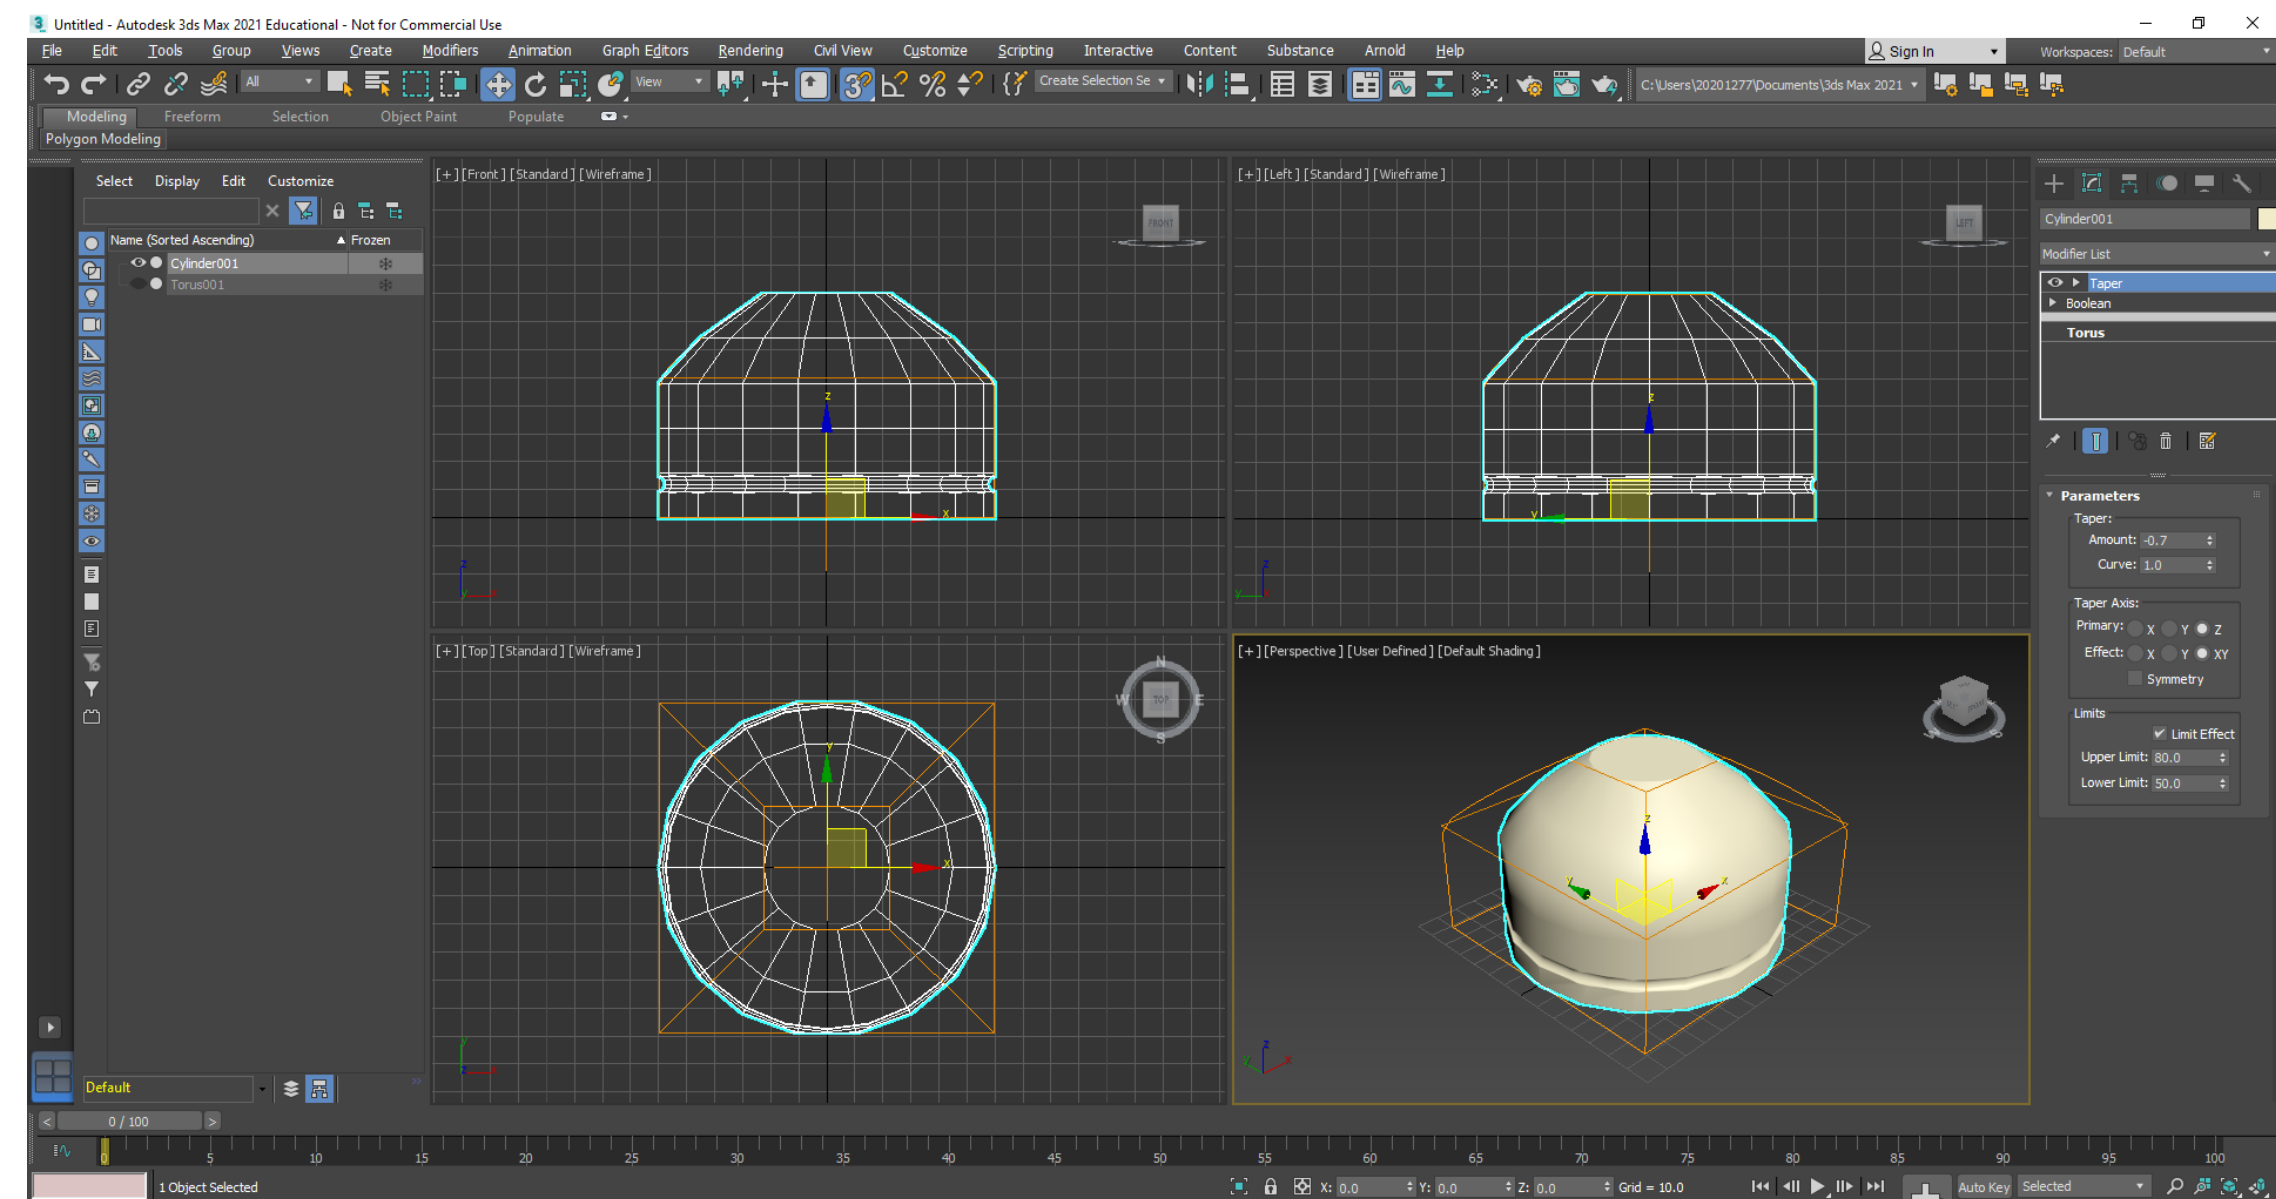 Untitled - Autodesk 3ds Max 2021 Educational - Not for Commercial Use
File Edit Tools Group Views Create Modifiers Animation Graph Editors Rendering Civil View Customize Scripting Interactive Content Substance Arnold Help Sign In Workspaces: Default
All View Create Selection Se C:\Users\20201277\Documents\3ds Max 2021
Modeling Freeform Selection Object Paint Populate
Polygon Modeling
Select Display Edit Customize
Name (Sorted Ascending) Frozen
Cylinder001
Torus001
Default
[+] [Front] [Standard] [Wireframe]
FRONT
z
x
z
y
[+] [Left] [Standard] [Wireframe]
LEFT
z
y
z
y
[+] [Top] [Standard] [Wireframe]
N
W TOP E
S
y
x
y
z
[+] [Perspective] [User Defined] [Default Shading]
z
y x
z
y x
Cylinder001
Modifier List
Taper
Boolean
Torus
Parameters
Taper:
Amount: -0.7
Curve: 1.0
Taper Axis:
Primary: X Y Z
Effect: X Y XY
Symmetry
Limits
Limit Effect
Upper Limit: 80.0
Lower Limit: 50.0
< 0 / 100 >
0 5 10 15 20 25 30 35 40 45 50 55 60 65 70 75 80 85 90 95 100
1 Object Selected X: 0.0 Y: 0.0 Z: 0.0 Grid = 10.0 Auto Key Selected